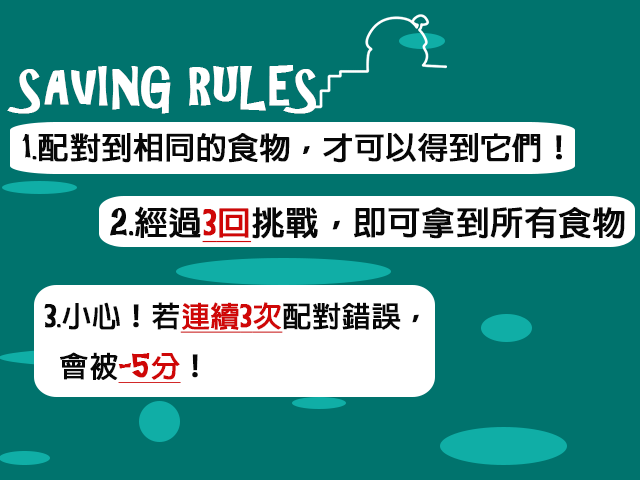 SAVING RULES
1.配對到相同的食物，才可以得到它們！
2.經過3回挑戰，即可拿到所有食物
3.小心！若連續3次配對錯誤，
會被-5分！